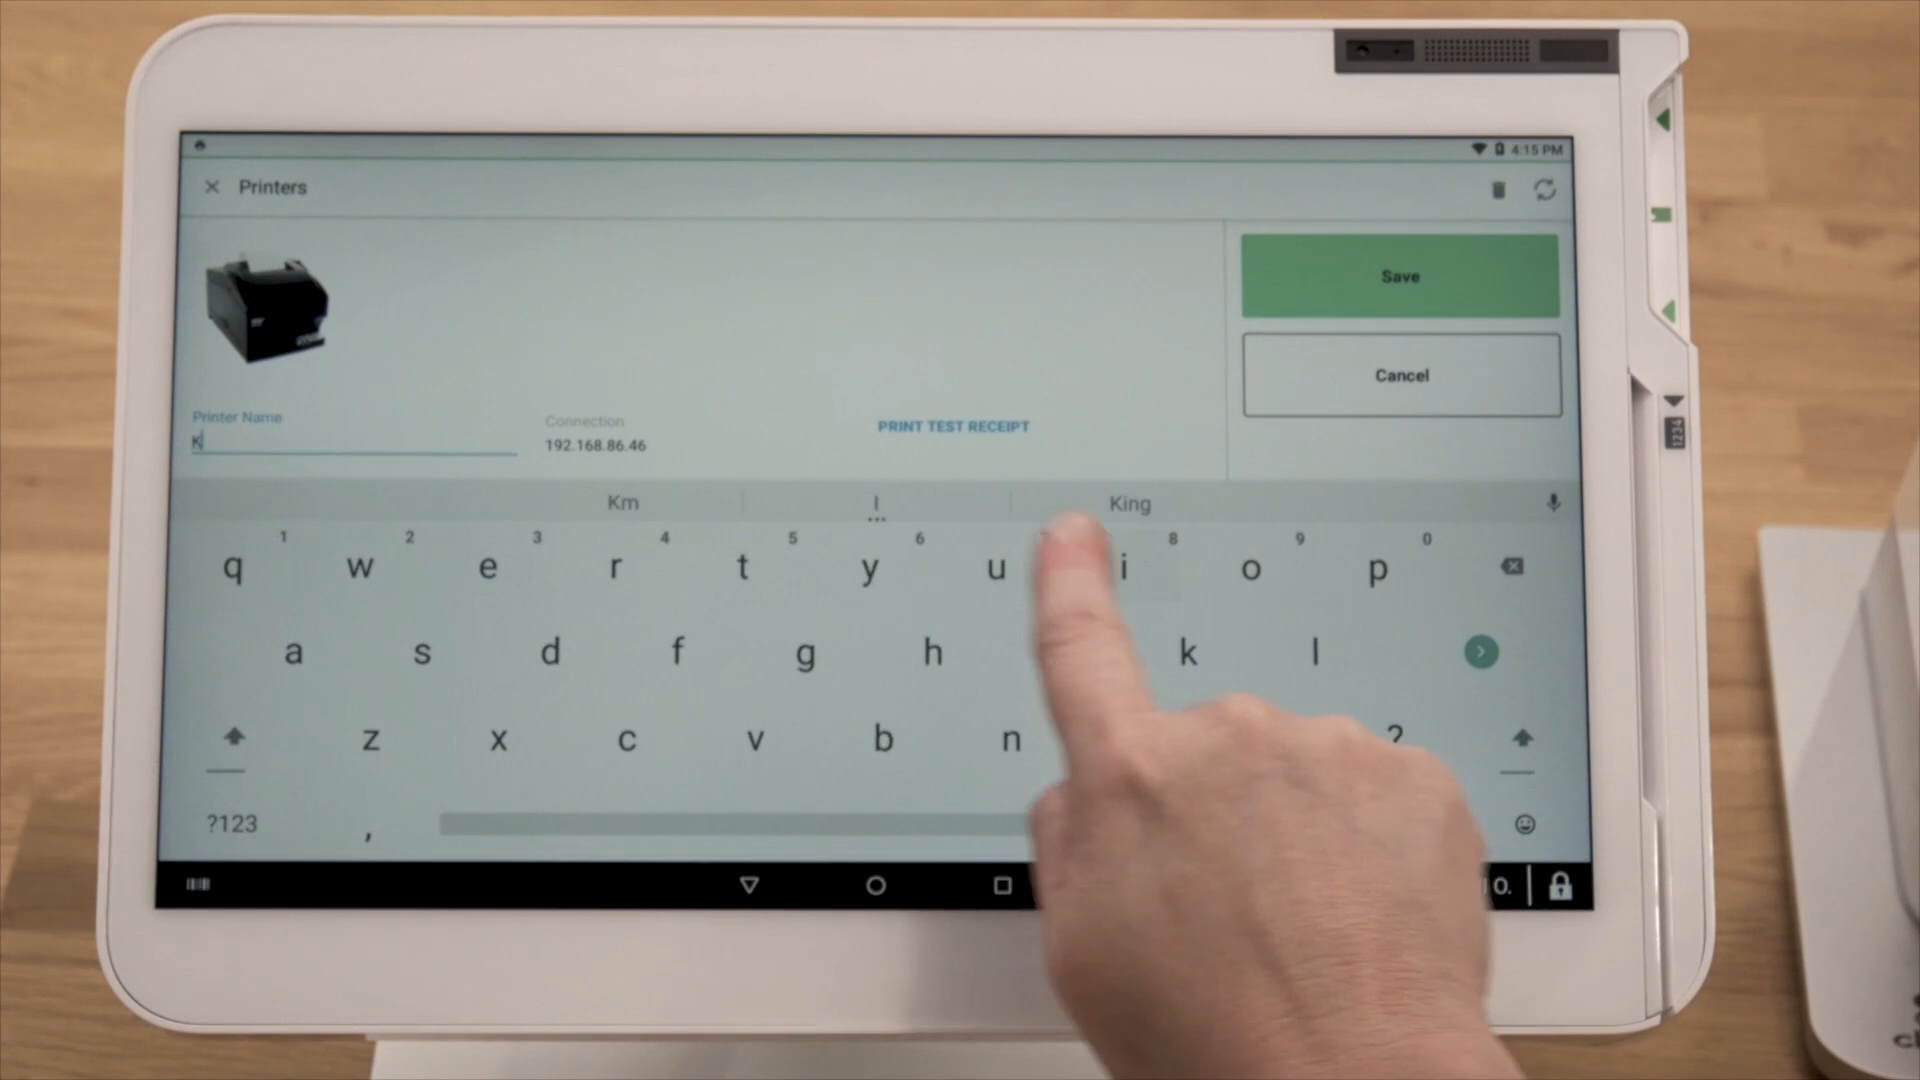 4:15 PM
Printers
Save
Cancel
Printer Name
K
Connection
192.168.86.46
PRINT TEST RECEIPT
Km
I
King
1 2 3 4 5 6 8 9 0
q w e r t y u i o p
a s d f g h k l
z x c v b n ?
?123 ,
1234